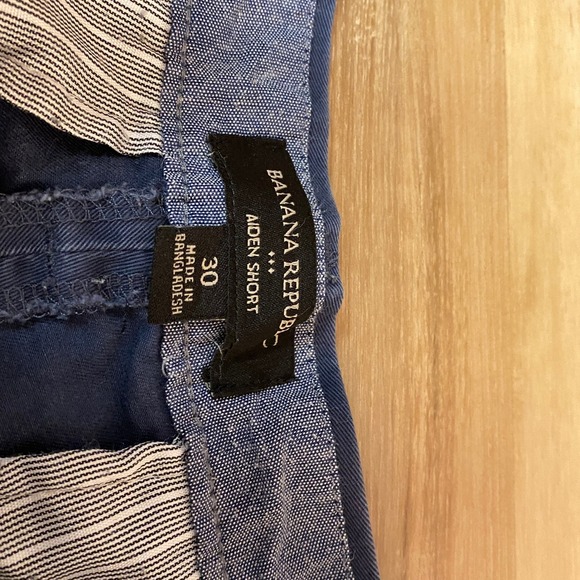 BANANA REPUBLIC
AIDEN SHORT
30
MADE IN
BANGLADESH